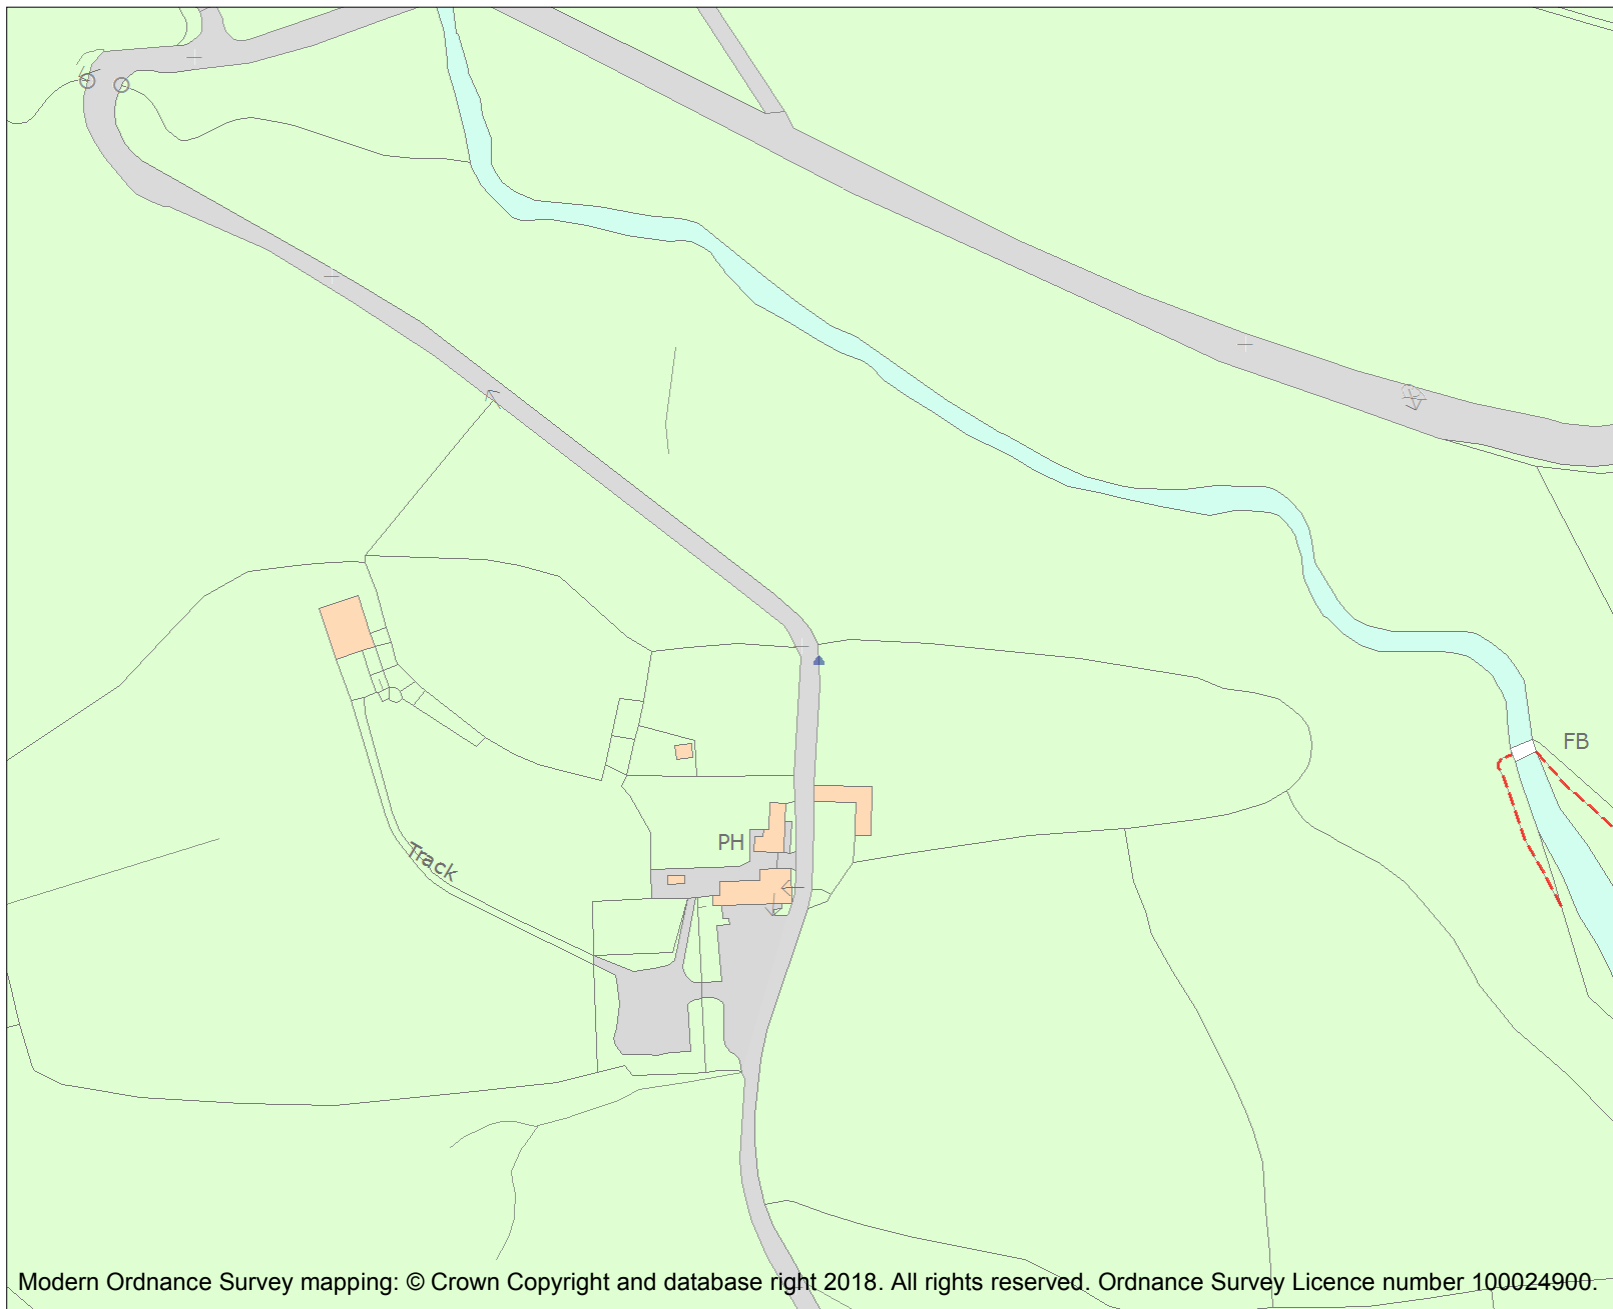 FB
PH
Track
Modern Ordnance Survey mapping: © Crown Copyright and database right 2018. All rights reserved. Ordnance Survey Licence number 100024900.